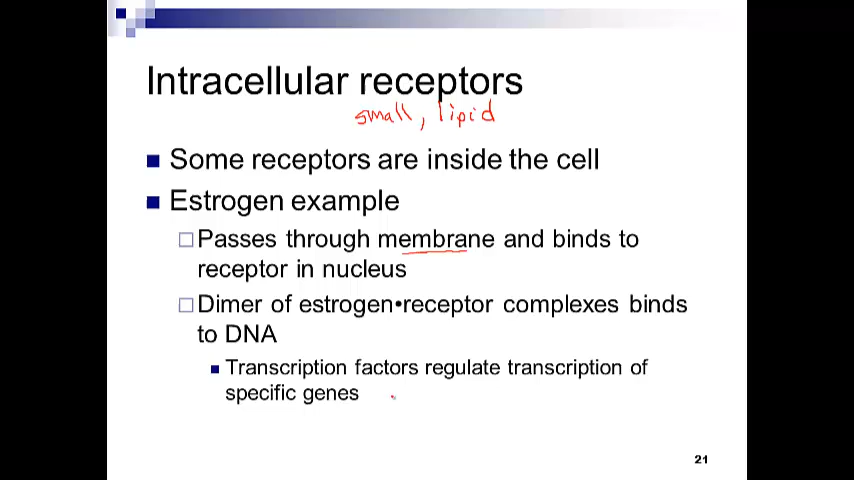 Intracellular receptors
small, lipid
Some receptors are inside the cell
Estrogen example
Passes through membrane and binds to
receptor in nucleus
Dimer of estrogen•receptor complexes binds
to DNA
Transcription factors regulate transcription of
specific genes
21